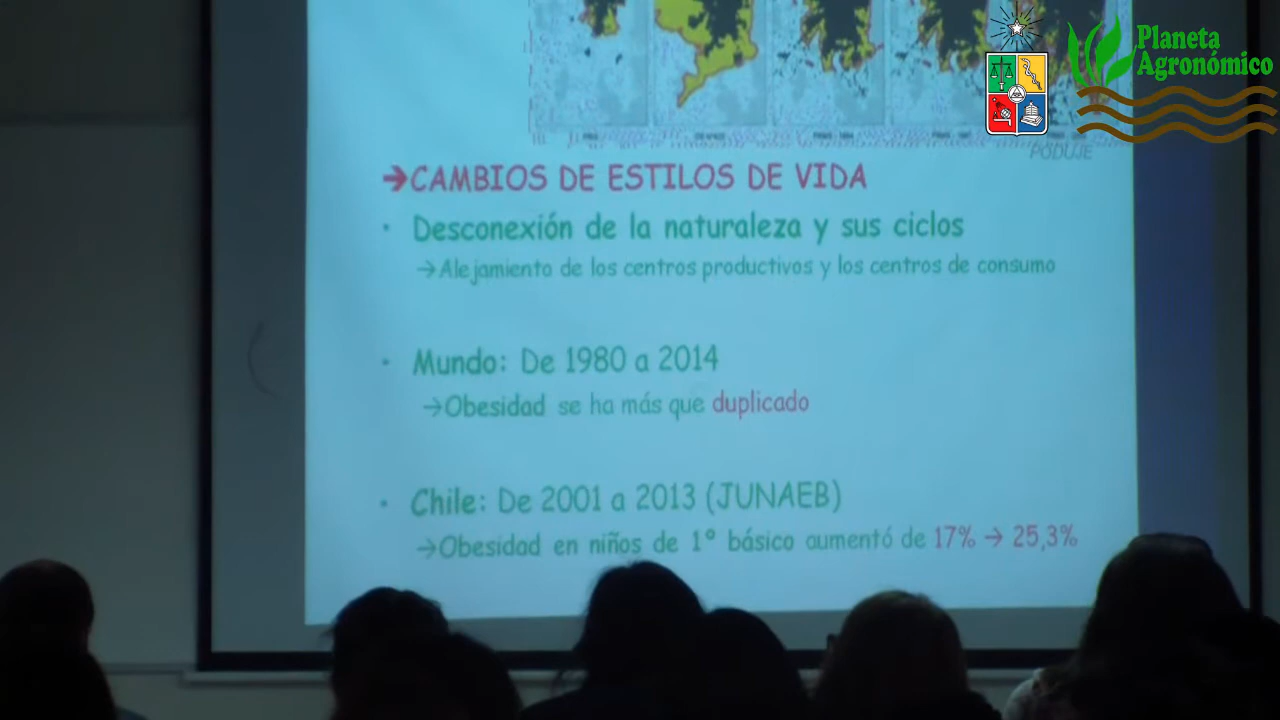 Planeta
Agronómico
PODUJE
→CAMBIOS DE ESTILOS DE VIDA
• Desconexión de la naturaleza y sus ciclos
→Alejamiento de los centros productivos y los centros de consumo
• Mundo: De 1980 a 2014
→Obesidad se ha más que duplicado
• Chile: De 2001 a 2013 (JUNAEB)
→Obesidad en niños de 1º básico aumentó de 17% → 25,3%